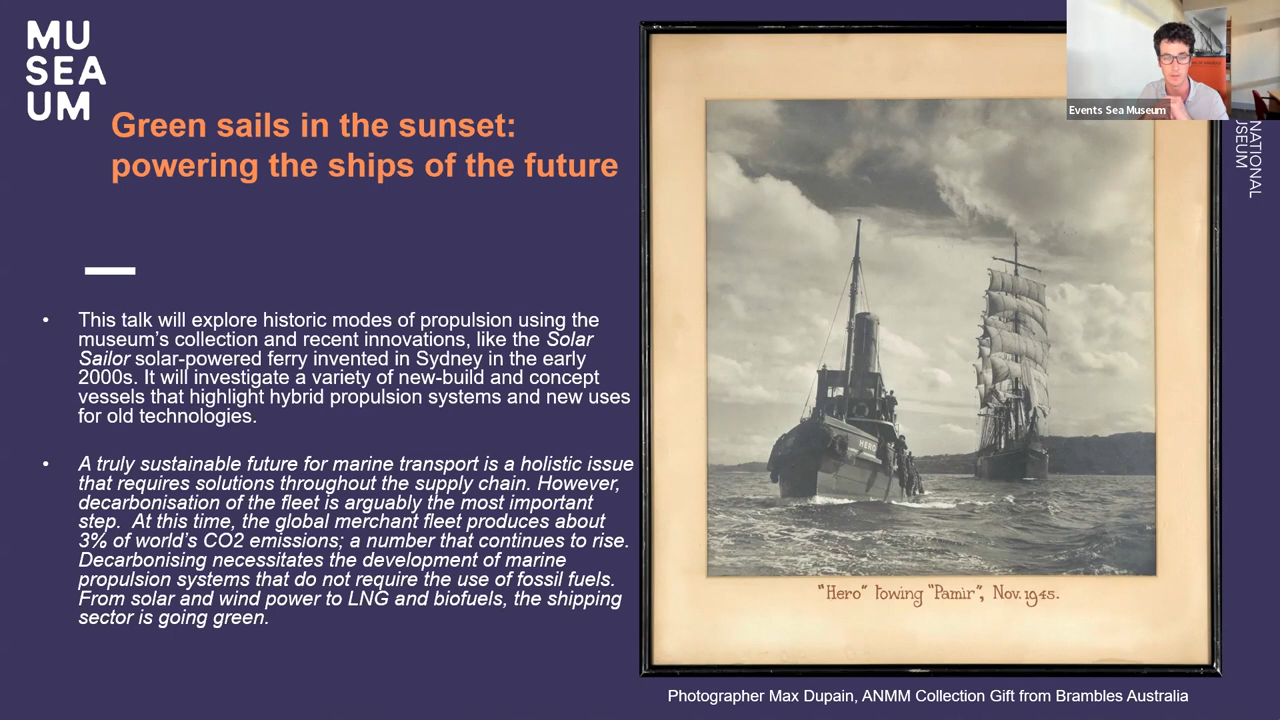 MU
SEA
UM
Green sails in the sunset:
powering the ships of the future
• This talk will explore historic modes of propulsion using the
museum’s collection and recent innovations, like the Solar
Sailor solar-powered ferry invented in Sydney in the early
2000s. It will investigate a variety of new-build and concept
vessels that highlight hybrid propulsion systems and new uses
for old technologies.
• A truly sustainable future for marine transport is a holistic issue
that requires solutions throughout the supply chain. However,
decarbonisation of the fleet is arguably the most important
step. At this time, the global merchant fleet produces about
3% of world’s CO2 emissions; a number that continues to rise.
Decarbonising necessitates the development of marine
propulsion systems that do not require the use of fossil fuels.
From solar and wind power to LNG and biofuels, the shipping
sector is going green.
HERO
"Hero" towing "Pamir", Nov. 1945.
Photographer Max Dupain, ANMM Collection Gift from Brambles Australia
Events Sea Museum
NATIONAL